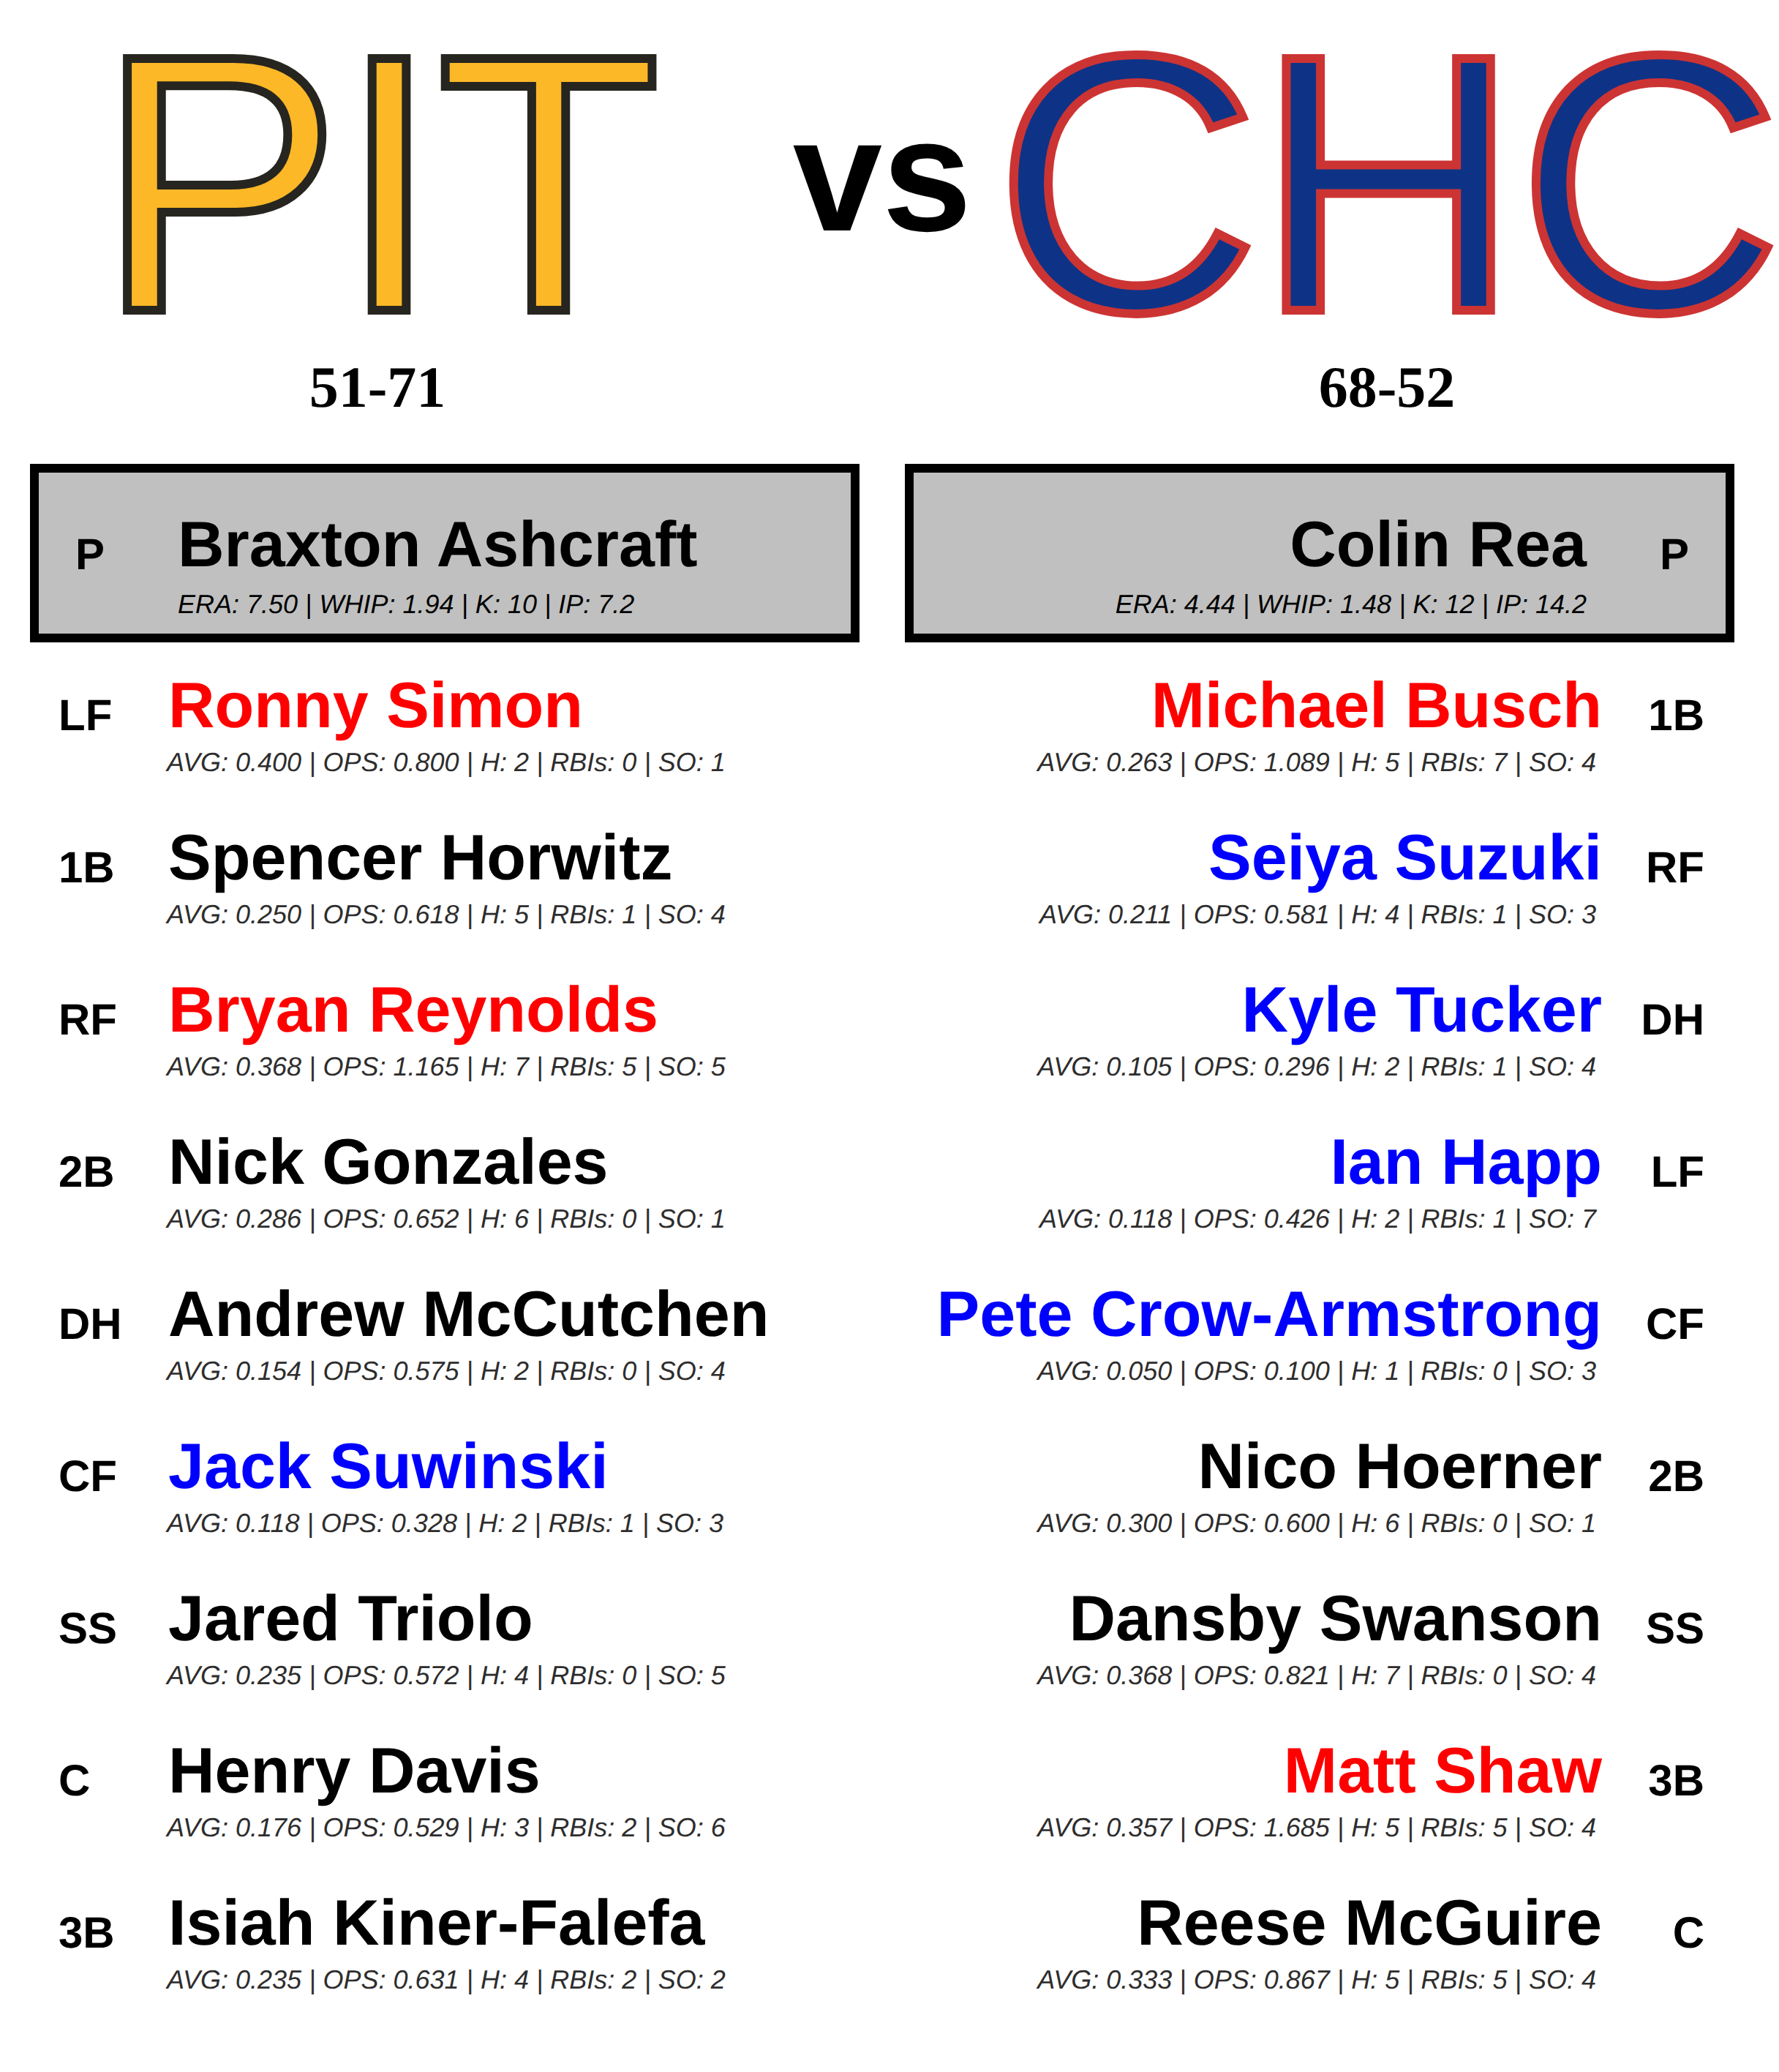 PIT vs CHC
51-71 68-52
P Braxton Ashcraft
ERA: 7.50 | WHIP: 1.94 | K: 10 | IP: 7.2
Colin Rea P
ERA: 4.44 | WHIP: 1.48 | K: 12 | IP: 14.2
LF Ronny Simon
AVG: 0.400 | OPS: 0.800 | H: 2 | RBIs: 0 | SO: 1
1B Spencer Horwitz
AVG: 0.250 | OPS: 0.618 | H: 5 | RBIs: 1 | SO: 4
RF Bryan Reynolds
AVG: 0.368 | OPS: 1.165 | H: 7 | RBIs: 5 | SO: 5
2B Nick Gonzales
AVG: 0.286 | OPS: 0.652 | H: 6 | RBIs: 0 | SO: 1
DH Andrew McCutchen
AVG: 0.154 | OPS: 0.575 | H: 2 | RBIs: 0 | SO: 4
CF Jack Suwinski
AVG: 0.118 | OPS: 0.328 | H: 2 | RBIs: 1 | SO: 3
SS Jared Triolo
AVG: 0.235 | OPS: 0.572 | H: 4 | RBIs: 0 | SO: 5
C Henry Davis
AVG: 0.176 | OPS: 0.529 | H: 3 | RBIs: 2 | SO: 6
3B Isiah Kiner-Falefa
AVG: 0.235 | OPS: 0.631 | H: 4 | RBIs: 2 | SO: 2
Michael Busch 1B
AVG: 0.263 | OPS: 1.089 | H: 5 | RBIs: 7 | SO: 4
Seiya Suzuki RF
AVG: 0.211 | OPS: 0.581 | H: 4 | RBIs: 1 | SO: 3
Kyle Tucker DH
AVG: 0.105 | OPS: 0.296 | H: 2 | RBIs: 1 | SO: 4
Ian Happ LF
AVG: 0.118 | OPS: 0.426 | H: 2 | RBIs: 1 | SO: 7
Pete Crow-Armstrong CF
AVG: 0.050 | OPS: 0.100 | H: 1 | RBIs: 0 | SO: 3
Nico Hoerner 2B
AVG: 0.300 | OPS: 0.600 | H: 6 | RBIs: 0 | SO: 1
Dansby Swanson SS
AVG: 0.368 | OPS: 0.821 | H: 7 | RBIs: 0 | SO: 4
Matt Shaw 3B
AVG: 0.357 | OPS: 1.685 | H: 5 | RBIs: 5 | SO: 4
Reese McGuire C
AVG: 0.333 | OPS: 0.867 | H: 5 | RBIs: 5 | SO: 4